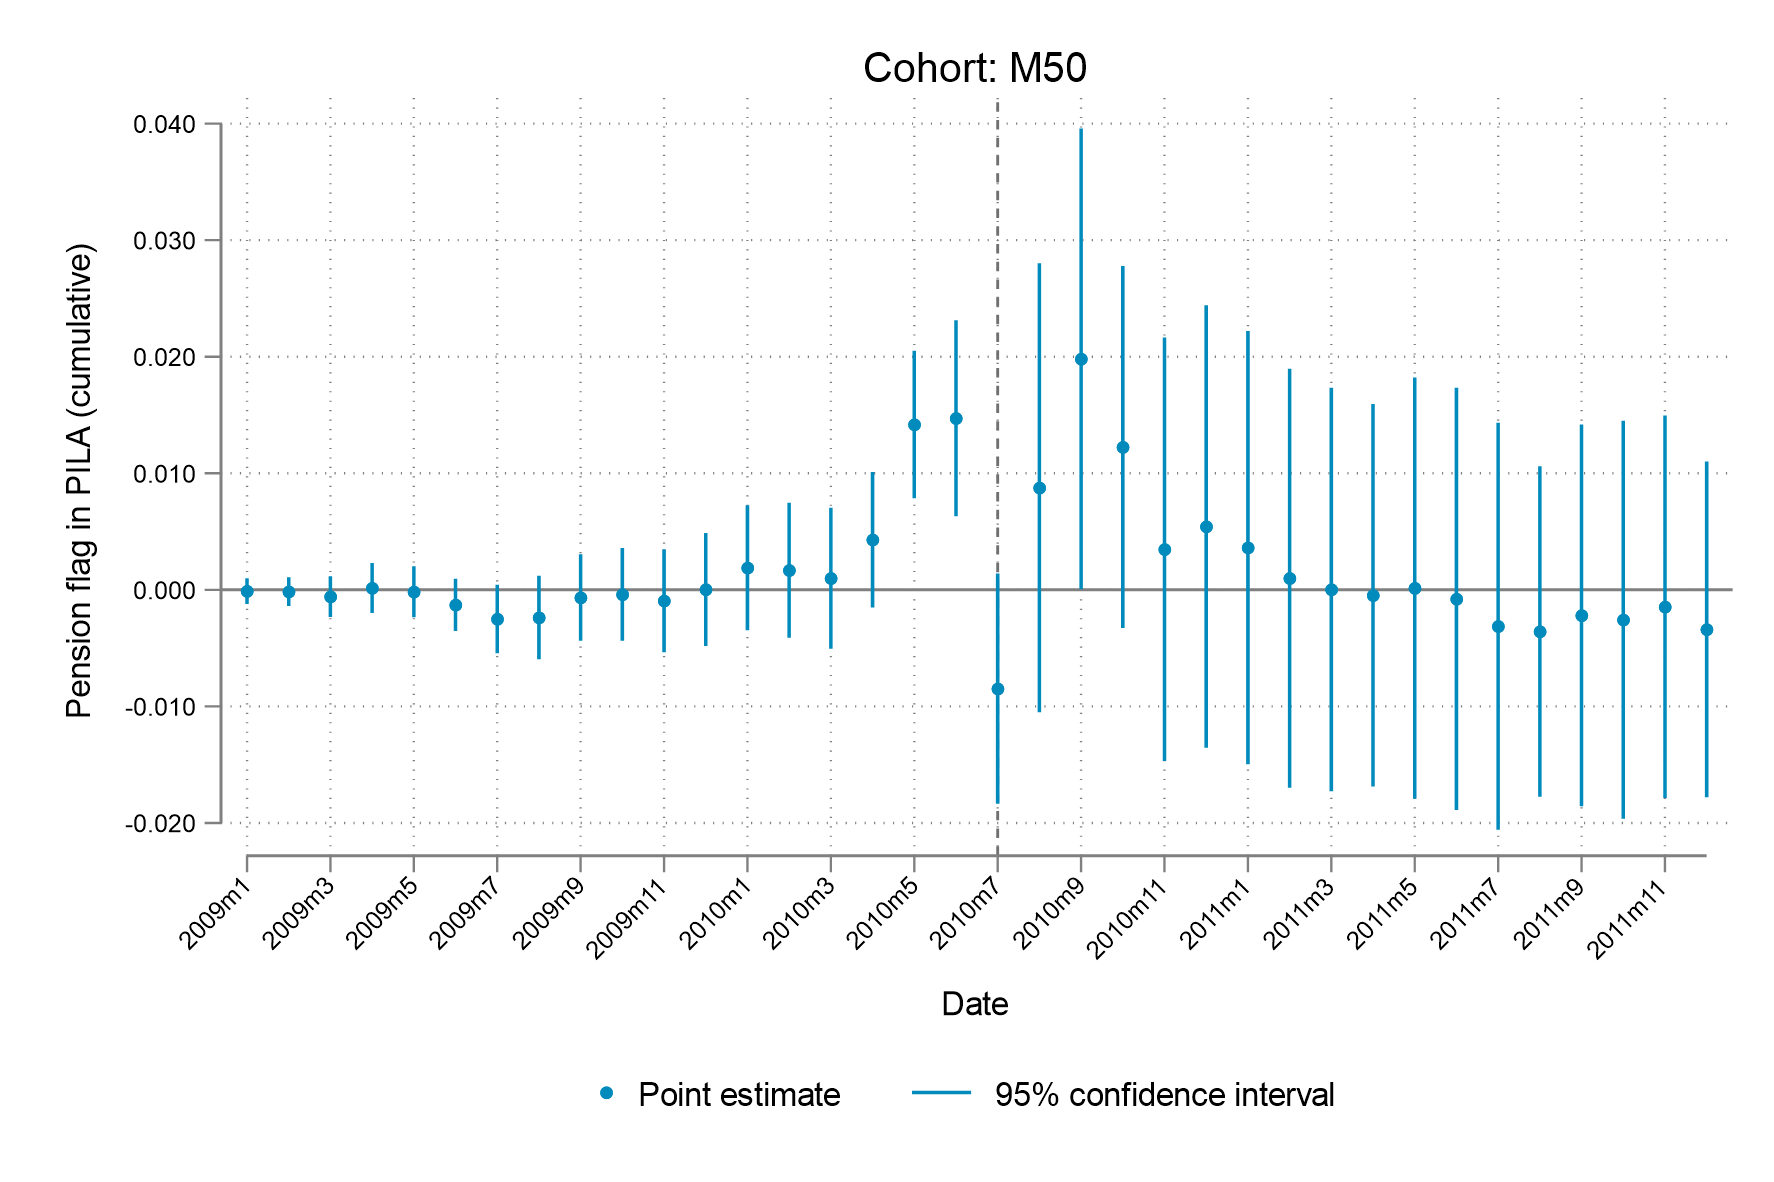 Cohort: M50
Pension flag in PILA (cumulative)
0.040
0.030
0.020
0.010
0.000
-0.010
-0.020
2009m1
2009m3
2009m5
2009m7
2009m9
2009m11
2010m1
2010m3
2010m5
2010m7
2010m9
2010m11
2011m1
2011m3
2011m5
2011m7
2011m9
2011m11
Date
Point estimate
95% confidence interval